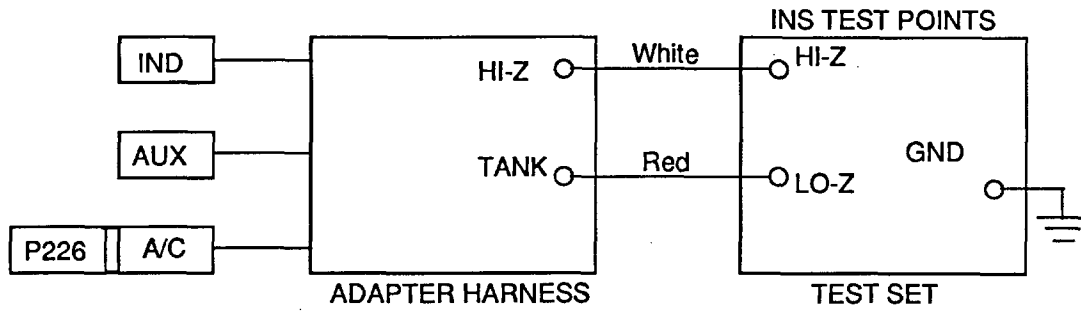 INS TEST POINTS
IND
HI-Z
White
HI-Z
AUX
TANK
Red
LO-Z
GND
P226
A/C
ADAPTER HARNESS
TEST SET